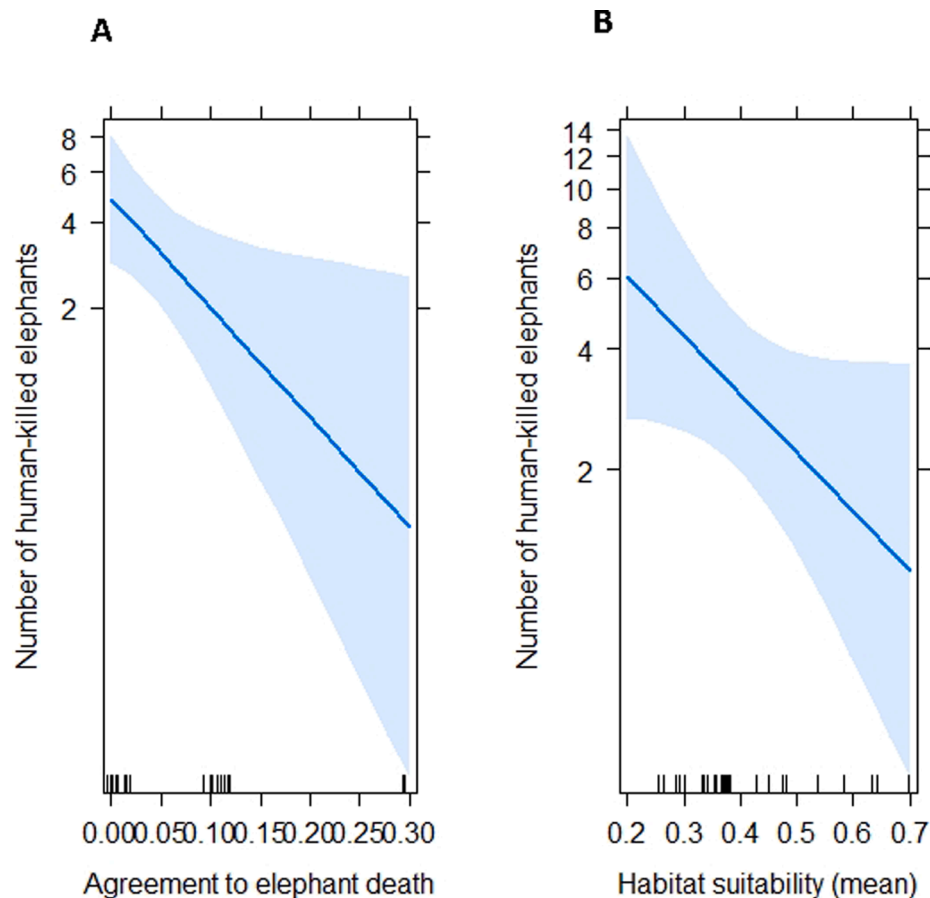 A
8
6
4
2
Number of human-killed elephants
0.00 0.05 0.10 0.15 0.20 0.25 0.30
Agreement to elephant death
B
14
12
10
8
6
4
2
Number of human-killed elephants
0.2 0.3 0.4 0.5 0.6 0.7
Habitat suitability (mean)